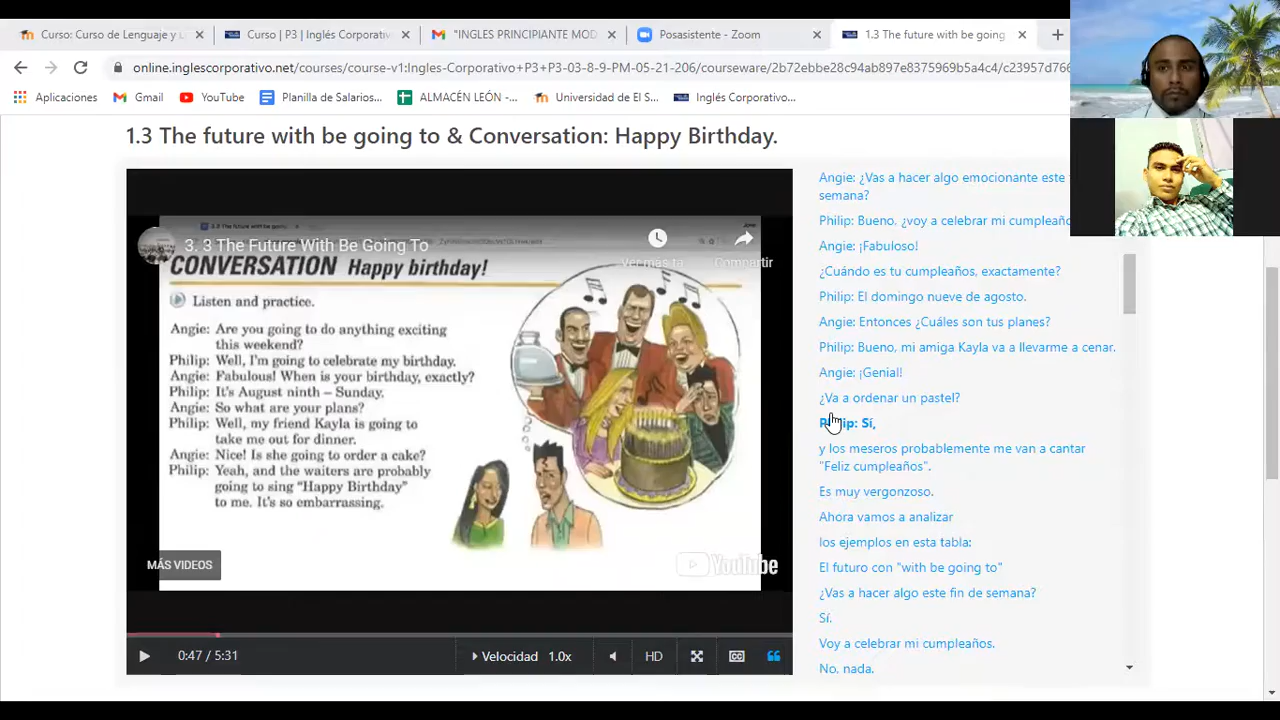 Curso: Curso de Lenguaje y Li
Curso | P3 | Inglés Corporativo
"INGLES PRINCIPIANTE MOD
Posasistente - Zoom
1.3 The future with be going
online.inglescorporativo.net/courses/course-v1:Ingles-Corporativo+P3+P3-03-8-9-PM-05-21-206/courseware/2b72ebbe28c94ab897e8375969b5a4c4/c23957d766
Aplicaciones
Gmail
YouTube
Planilla de Salarios...
ALMACÉN LEÓN -...
Universidad de El S...
Inglés Corporativo...
1.3 The future with be going to & Conversation: Happy Birthday.
3. 3 The Future With Be Going To
Ver más ta
Compartir
CONVERSATION Happy birthday!
Listen and practice.
Angie: Are you going to do anything exciting
this weekend?
Philip: Well, I'm going to celebrate my birthday.
Angie: Fabulous! When is your birthday, exactly?
Philip: It's August ninth – Sunday.
Angie: So what are your plans?
Philip: Well, my friend Kayla is going to
take me out for dinner.
Angie: Nice! Is she going to order a cake?
Philip: Yeah, and the waiters are probably
going to sing "Happy Birthday"
to me. It's so embarrassing.
MÁS VIDEOS
YouTube
0:47 / 5:31
Velocidad 1.0x
HD
CC
Angie: ¿Vas a hacer algo emocionante este
semana?
Philip: Bueno, ¿voy a celebrar mi cumpleaño
Angie: ¡Fabuloso!
¿Cuándo es tu cumpleaños, exactamente?
Philip: El domingo nueve de agosto.
Angie: Entonces ¿Cuáles son tus planes?
Philip: Bueno, mi amiga Kayla va a llevarme a cenar.
Angie: ¡Genial!
¿Va a ordenar un pastel?
Philip: Sí,
y los meseros probablemente me van a cantar
"Feliz cumpleaños".
Es muy vergonzoso.
Ahora vamos a analizar
los ejemplos en esta tabla:
El futuro con "with be going to"
¿Vas a hacer algo este fin de semana?
Sí.
Voy a celebrar mi cumpleaños.
No, nada.